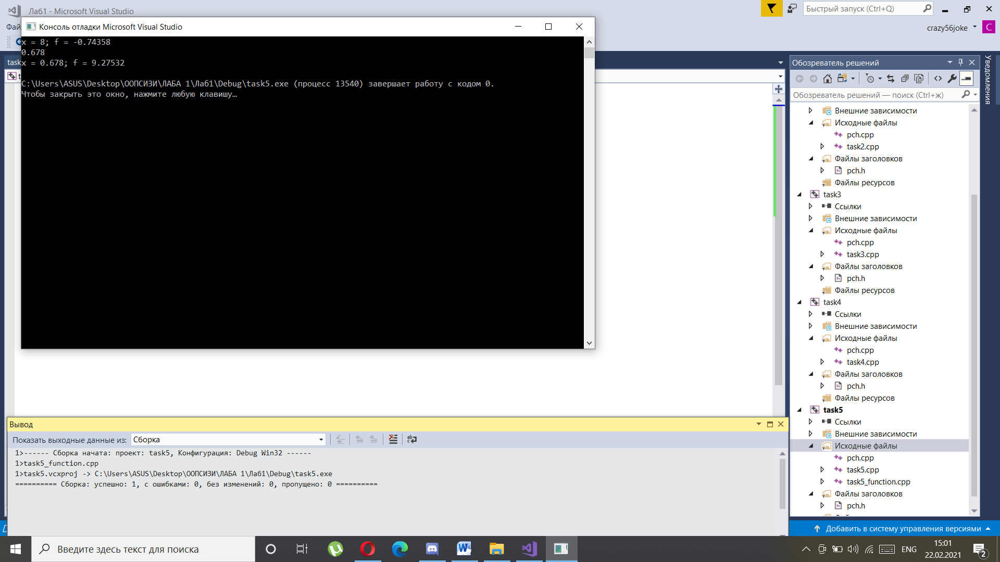 Лаб1 - Microsoft Visual Studio
Быстрый запуск (Ctrl+Q)
crazy56joke
C
Консоль отладки Microsoft Visual Studio
x = 8; f = -0.74358
0.678
x = 0.678; f = 9.27532
C:\Users\ASUS\Desktop\ООПСИЗИ\ЛАБА 1\Лаб1\Debug\task5.exe (процесс 13540) завершает работу с кодом 0.
Чтобы закрыть это окно, нажмите любую клавишу…
Обозреватель решений
Обозреватель решений — поиск (Ctrl+ж)
Уведомления
Внешние зависимости
Исходные файлы
pch.cpp
task2.cpp
Файлы заголовков
pch.h
Файлы ресурсов
task3
Ссылки
Внешние зависимости
Исходные файлы
pch.cpp
task3.cpp
Файлы заголовков
pch.h
Файлы ресурсов
task4
Ссылки
Внешние зависимости
Исходные файлы
pch.cpp
task4.cpp
Файлы заголовков
pch.h
Файлы ресурсов
task5
Ссылки
Внешние зависимости
Исходные файлы
pch.cpp
task5.cpp
task5_function.cpp
Файлы заголовков
pch.h
Вывод
Показать выходные данные из: Сборка
1>------ Сборка начата: проект: task5, Конфигурация: Debug Win32 ------
1>task5_function.cpp
1>task5.vcxproj -> C:\Users\ASUS\Desktop\ООПСИЗИ\ЛАБА 1\Лаб1\Debug\task5.exe
========== Сборка: успешно: 1, с ошибками: 0, без изменений: 0, пропущено: 0 ==========
Добавить в систему управления версиями
Введите здесь текст для поиска
ENG
15:01
22.02.2021
2